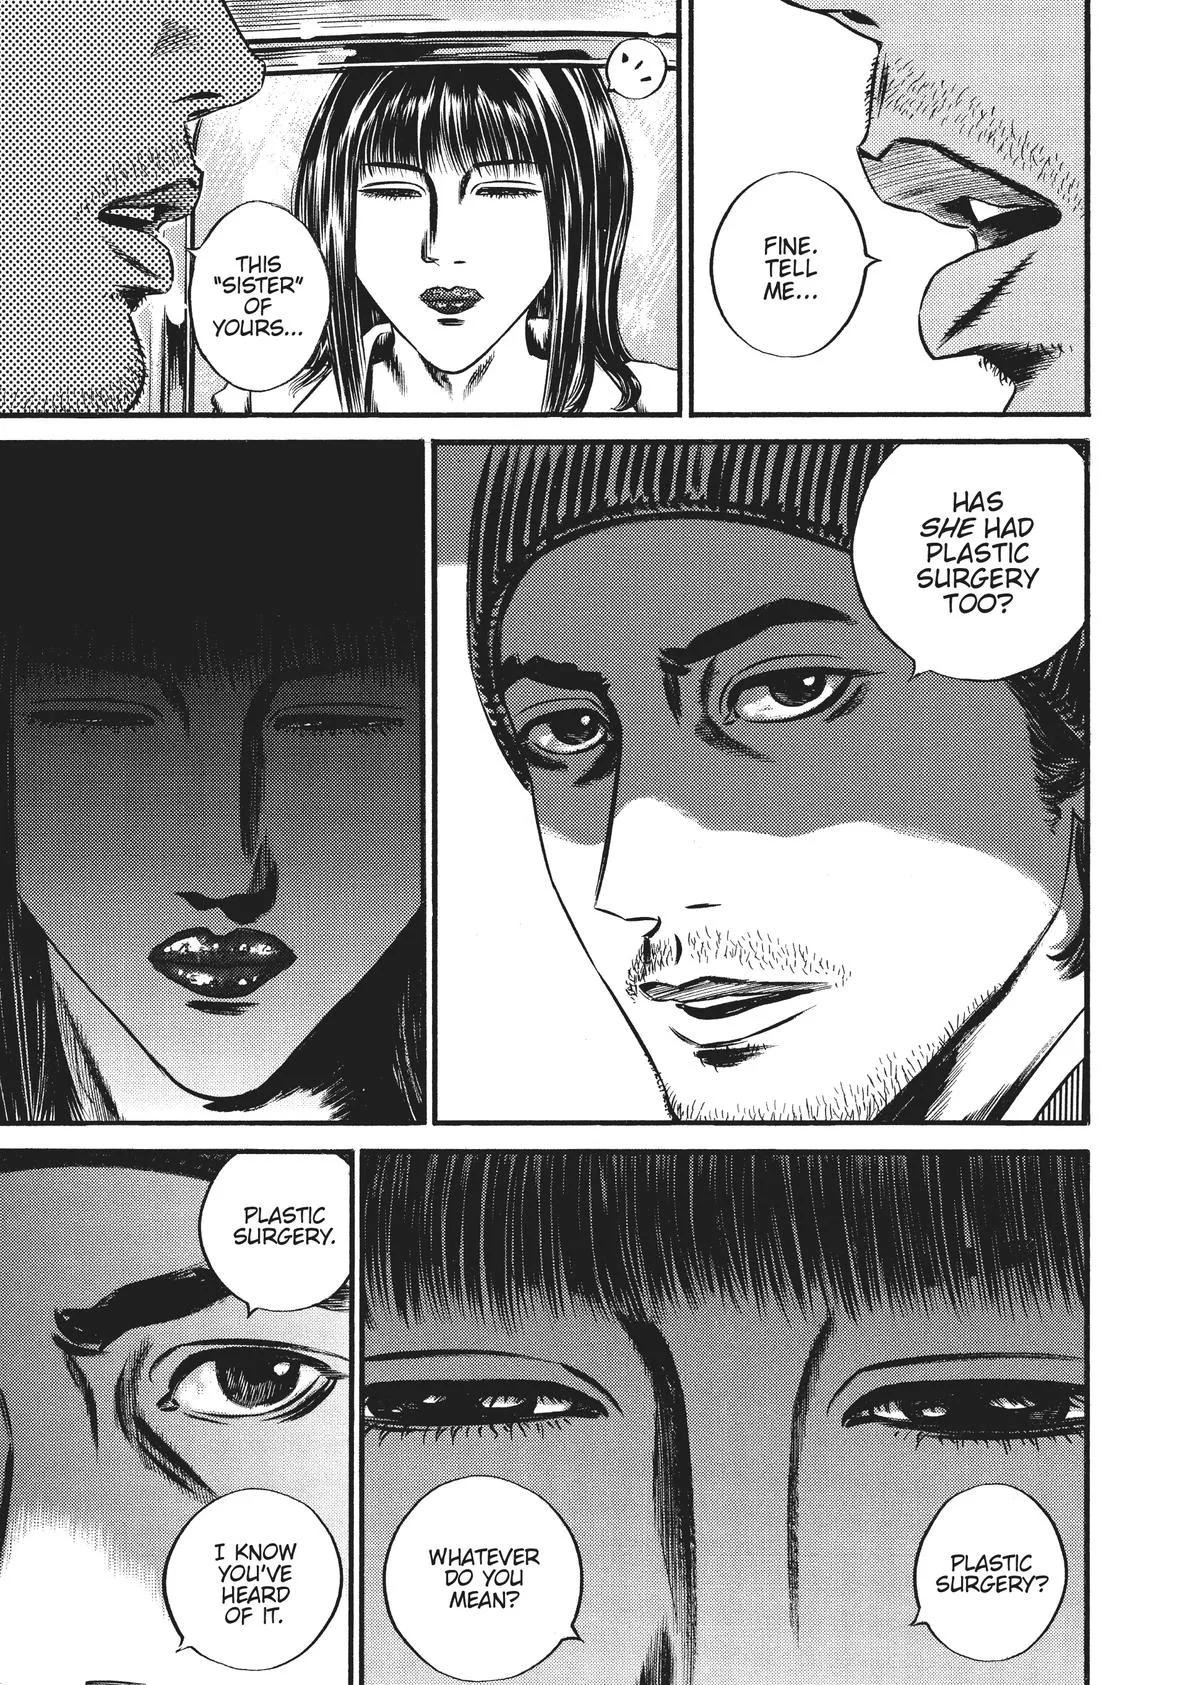 FINE.
TELL
ME...
THIS
"SISTER"
OF
YOURS...
HAS
SHE HAD
PLASTIC
SURGERY
TOO?
PLASTIC
SURGERY?
WHATEVER
DO YOU
MEAN?
PLASTIC
SURGERY.
I KNOW
YOU'VE
HEARD
OF IT.